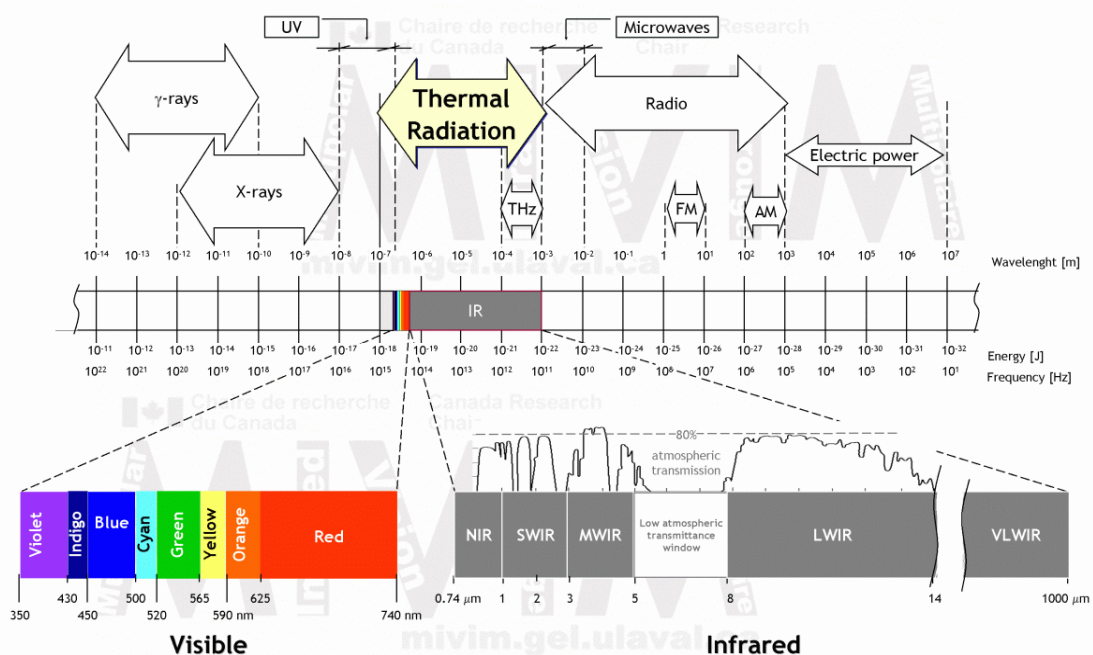 UV
Microwaves
Chaire de recherche
du Canada
Research
Chair
γ-rays
Thermal
Radiation
Radio
X-rays
Electric power
THz
FM
AM
10⁻¹⁴ 10⁻¹³ 10⁻¹² 10⁻¹¹ 10⁻¹⁰ 10⁻⁹ 10⁻⁸ 10⁻⁷ 10⁻⁶ 10⁻⁵ 10⁻⁴ 10⁻³ 10⁻² 10⁻¹ 1 10¹ 10² 10³ 10⁴ 10⁵ 10⁶ 10⁷
Wavelenght [m]
mivim.gel.ulaval.ca
IR
10⁻¹¹ 10⁻¹² 10⁻¹³ 10⁻¹⁴ 10⁻¹⁵ 10⁻¹⁶ 10⁻¹⁷ 10⁻¹⁸ 10⁻¹⁹ 10⁻²⁰ 10⁻²¹ 10⁻²² 10⁻²³ 10⁻²⁴ 10⁻²⁵ 10⁻²⁶ 10⁻²⁷ 10⁻²⁸ 10⁻²⁹ 10⁻³⁰ 10⁻³¹ 10⁻³²
Energy [J]
10²² 10²¹ 10²⁰ 10¹⁹ 10¹⁸ 10¹⁷ 10¹⁶ 10¹⁵ 10¹⁴ 10¹³ 10¹² 10¹¹ 10¹⁰ 10⁹ 10⁸ 10⁷ 10⁶ 10⁵ 10⁴ 10³ 10² 10¹
Frequency [Hz]
Chaire de recherche
du Canada
Canada Research
Chai
80%
atmospheric
transmission
Violet
Indigo
Blue
Cyan
Green
Yellow
Orange
Red
NIR
SWIR
MWIR
Low atmospheric
transmittance
window
LWIR
VLWIR
350
430
450
500
520
565
590 nm
625
740 nm
0.74 μm
1
2
3
5
8
14
1000 μm
Visible
mivim.gel.ulaval.ca
Infrared